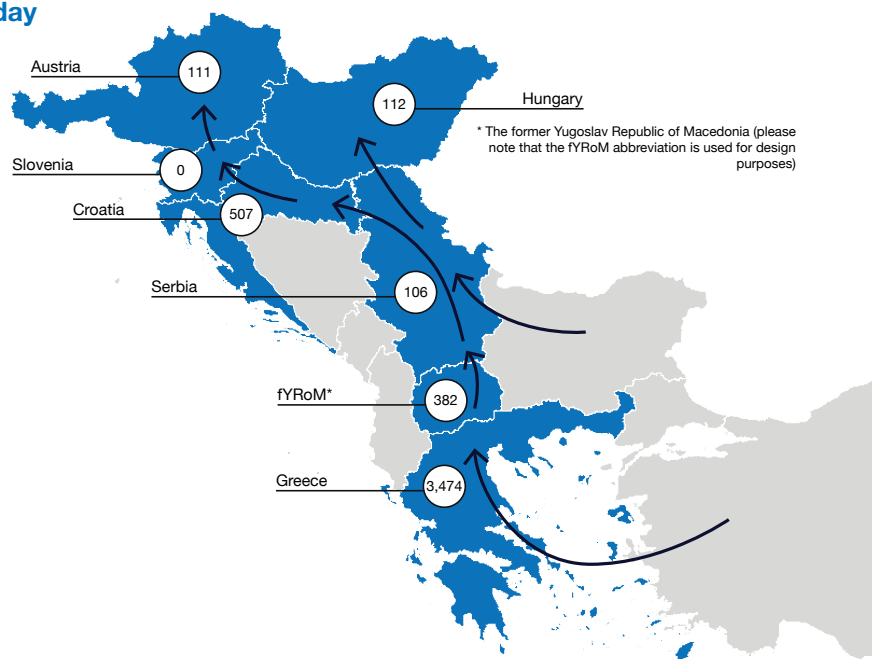 day
Austria
111
112
Hungary
* The former Yugoslav Republic of Macedonia (please
note that the fYRoM abbreviation is used for design
purposes)
Slovenia
0
Croatia
507
Serbia
106
fYRoM*
382
Greece
3,474